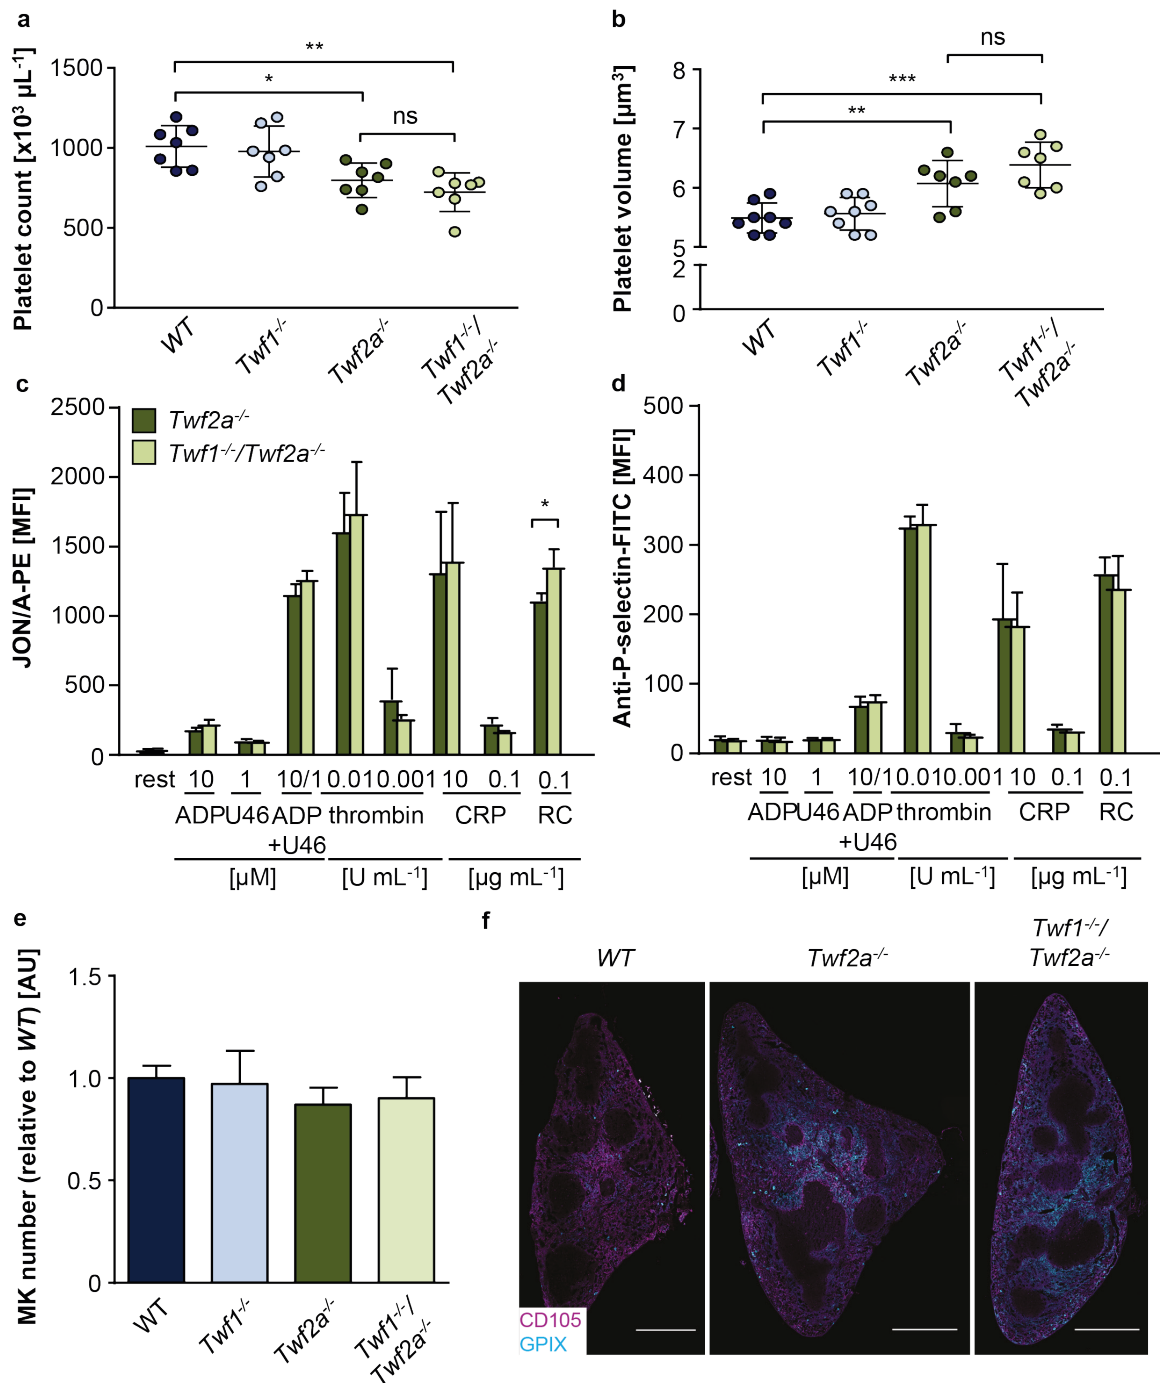 a
Platelet count [x10³ µL⁻¹]
1500
1000
500
0
**
*
ns
WT
Twf1⁻/⁻
Twf2a⁻/⁻
Twf1⁻/⁻/
Twf2a⁻/⁻
b
Platelet volume [µm³]
8
7
6
5
2
0
ns
***
**
WT
Twf1⁻/⁻
Twf2a⁻/⁻
Twf1⁻/⁻/
Twf2a⁻/⁻
c
JON/A-PE [MFI]
2500
2000
1500
1000
500
0
Twf2a⁻/⁻
Twf1⁻/⁻/Twf2a⁻/⁻
*
rest 10 1 10/1 0.01 0.001 10 0.1 0.1
ADP U46 ADP thrombin CRP RC
+U46
[µM] [U mL⁻¹] [µg mL⁻¹]
d
Anti-P-selectin-FITC [MFI]
500
400
300
200
100
0
rest 10 1 10/1 0.01 0.001 10 0.1 0.1
ADP U46 ADP thrombin CRP RC
+U46
[µM] [U mL⁻¹] [µg mL⁻¹]
e
MK number (relative to WT) [AU]
1.5
1.0
0.5
0
WT
Twf1⁻/⁻
Twf2a⁻/⁻
Twf1⁻/⁻/
Twf2a⁻/⁻
f
WT
Twf2a⁻/⁻
Twf1⁻/⁻/
Twf2a⁻/⁻
CD105
GPIX